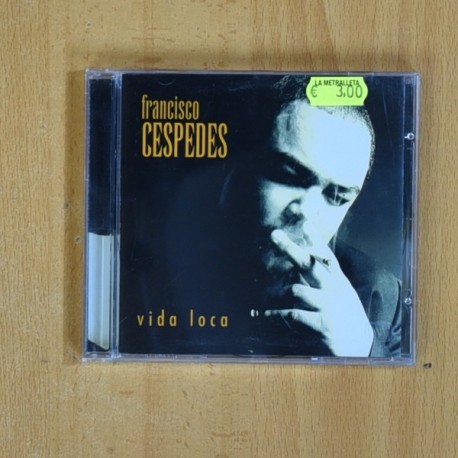 LA METRALLETA
€ 3.00
francisco
CESPEDES
vida loca